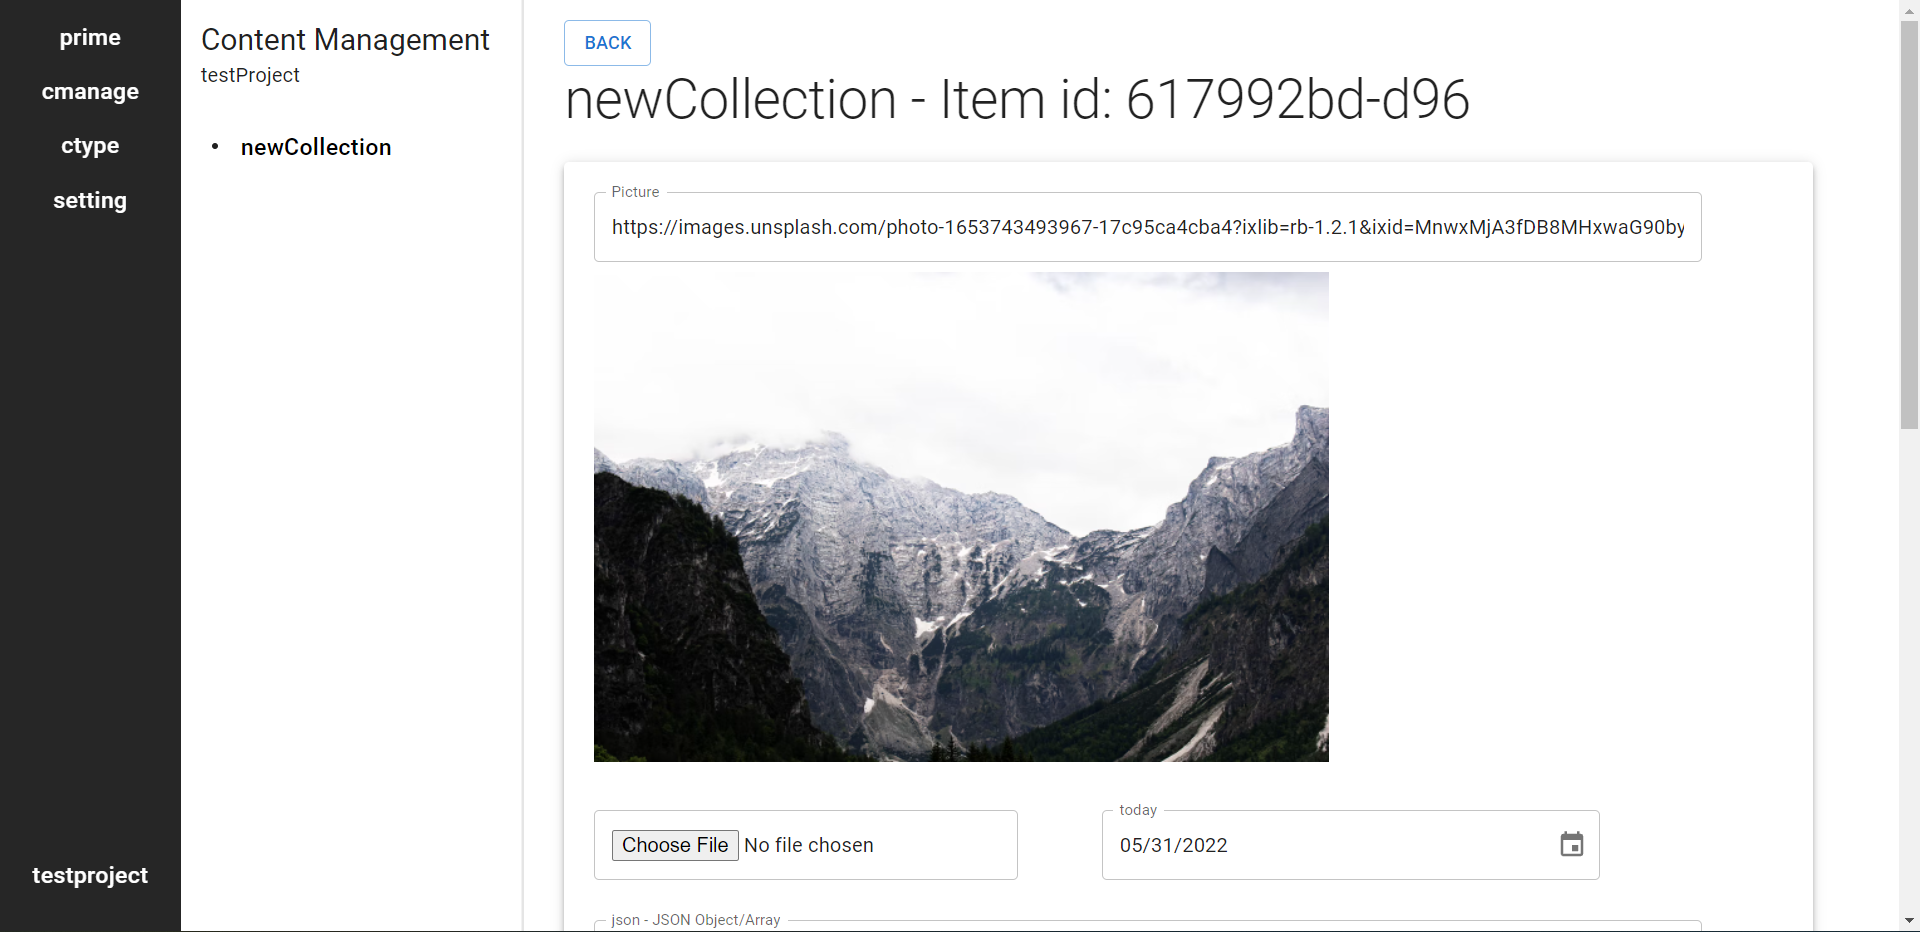 prime
cmanage
ctype
setting
testproject
Content Management
testProject
newCollection
BACK
newCollection - Item id: 617992bd-d96
Picture
https://images.unsplash.com/photo-1653743493967-17c95ca4cba4?ixlib=rb-1.2.1&ixid=MnwxMjA3fDB8MHxwaG90by
Choose File No file chosen
today
05/31/2022
json - JSON Object/Array